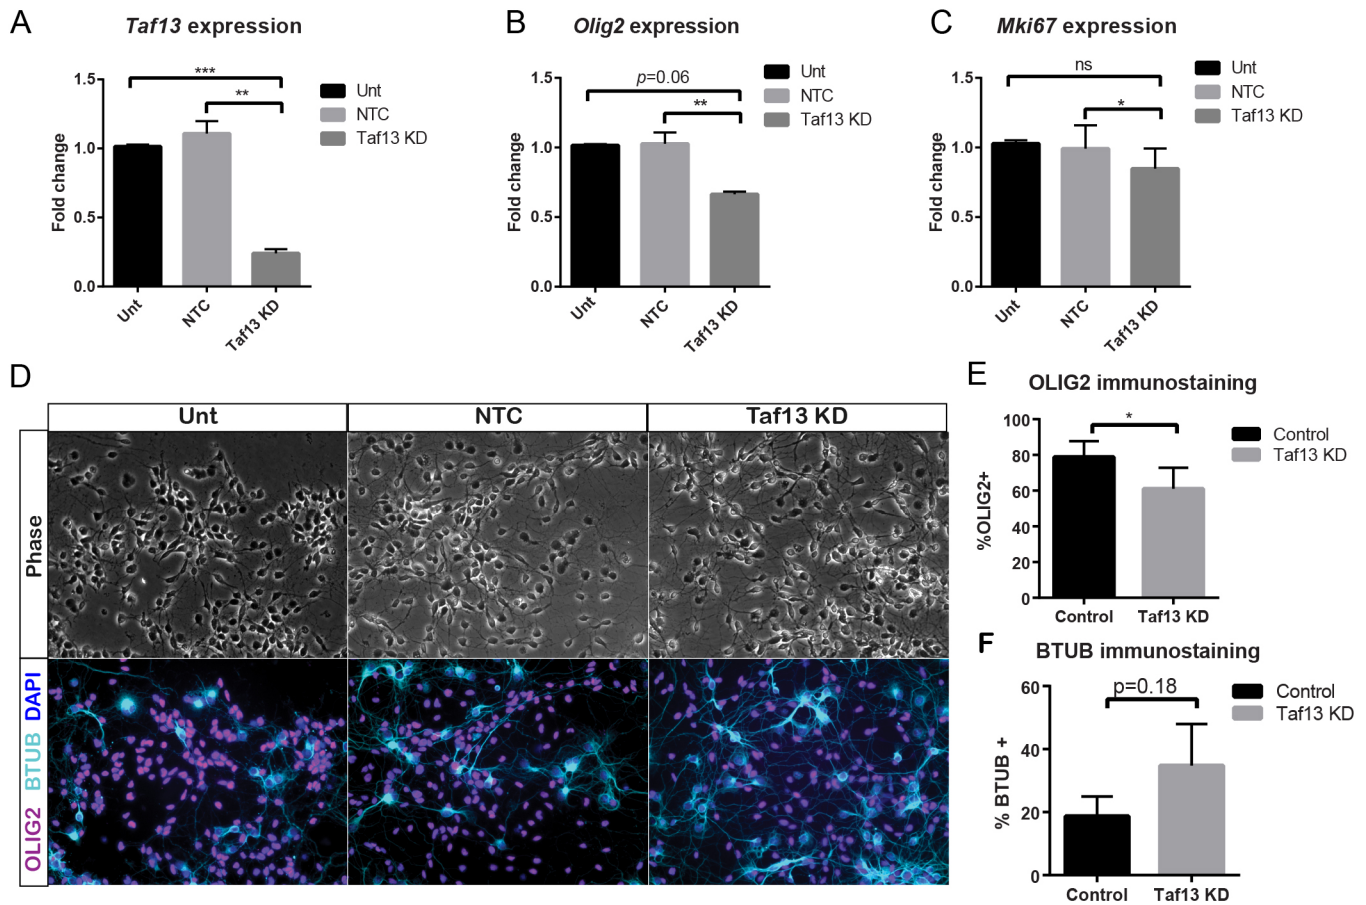 A
Taf13 expression
Fold change
1.5
1.0
0.5
0.0
***
**
Unt
NTC
Taf13 KD
Unt
NTC
Taf13 KD
B
Olig2 expression
Fold change
1.5
1.0
0.5
0.0
p=0.06
**
Unt
NTC
Taf13 KD
Unt
NTC
Taf13 KD
C
Mki67 expression
Fold change
1.5
1.0
0.5
0.0
ns
*
Unt
NTC
Taf13 KD
Unt
NTC
Taf13 KD
D
Unt
NTC
Taf13 KD
Phase
OLIG2 BTUB DAPI
E
OLIG2 immunostaining
%OLIG2+
100
80
60
40
20
0
*
Control
Taf13 KD
Control
Taf13 KD
F
BTUB immunostaining
% BTUB +
60
40
20
0
p=0.18
Control
Taf13 KD
Control
Taf13 KD